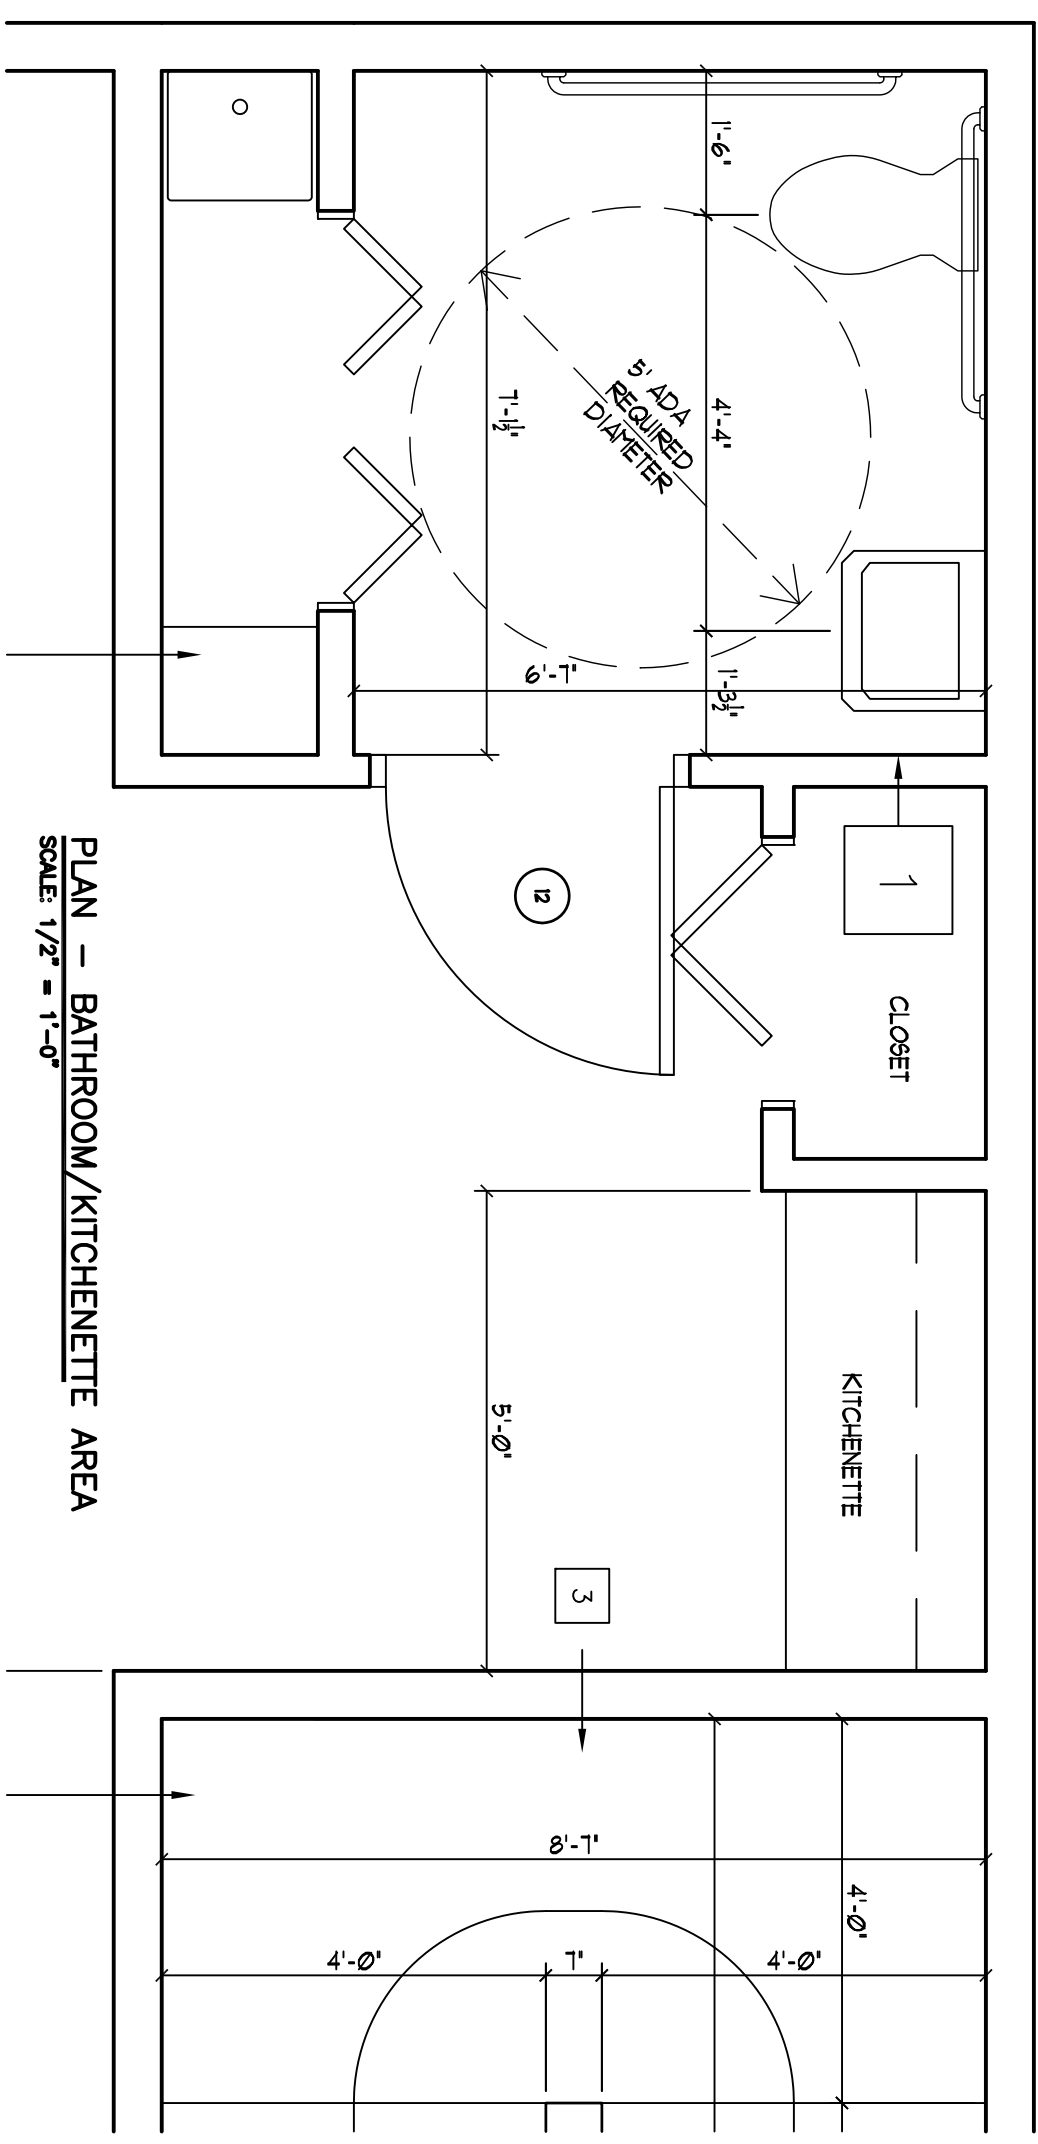 1'-6"
4'-4"
1'-3½"
7'-1½"
5' ADA
REQUIRED
DIAMETER
6'-7"
1
CLOSET
12
KITCHENETTE
5'-0"
3
8'-7"
4'-0"
4'-0"
7"
4'-0"
PLAN - BATHROOM/KITCHENETTE AREA
SCALE: 1/2" = 1'-0"